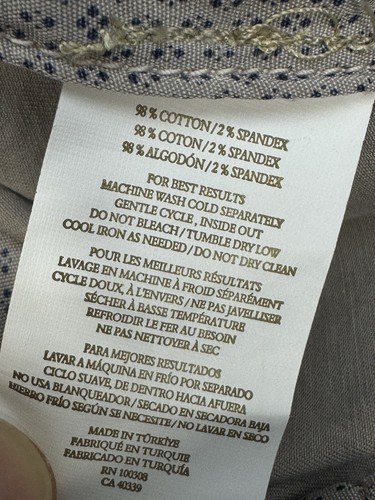 98 % COTTON / 2 % SPANDEX
98 % COTON / 2 % SPANDEX
98 % ALGODÓN / 2 % SPANDEX
FOR BEST RESULTS
MACHINE WASH COLD SEPARATELY
GENTLE CYCLE , INSIDE OUT
DO NOT BLEACH / TUMBLE DRY LOW
COOL IRON AS NEEDED / DO NOT DRY CLEAN
POUR LES MEILLEURS RÉSULTATS
LAVAGE EN MACHINE À FROID SÉPARÉMENT
CYCLE DOUX, À L'ENVERS / NE PAS JAVELLISER
SÉCHER À BASSE TEMPÉRATURE
REFROIDIR LE FER AU BESOIN
NE PAS NETTOYER À SEC
PARA MEJORES RESULTADOS
LAVAR A MÁQUINA EN FRÍO POR SEPARADO
CICLO SUAVE, DE DENTRO HACIA AFUERA
NO USA BLANQUEADOR / SECADO EN SECADORA BAJA
HIERRO FRÍO SEGÚN SE NECESITE / NO LAVAR EN SECO
MADE IN TÜRKİYE
FABRIQUÉ EN TURQUIE
FABRICADO EN TURQUÍA
RN 100308
CA 40339